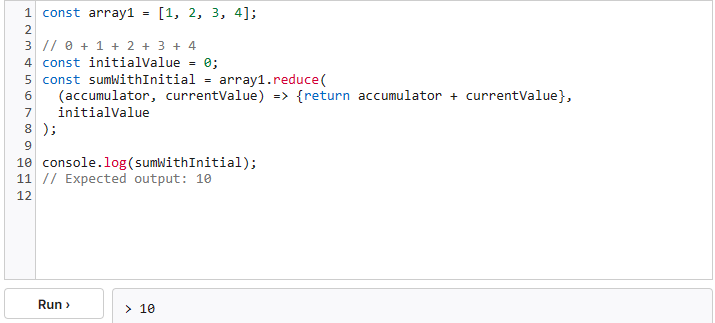 1 const array1 = [1, 2, 3, 4];
2
3 // 0 + 1 + 2 + 3 + 4
4 const initialValue = 0;
5 const sumWithInitial = array1.reduce(
6   (accumulator, currentValue) => {return accumulator + currentValue},
7   initialValue
8 );
9
10 console.log(sumWithInitial);
11 // Expected output: 10
12
Run ›
> 10